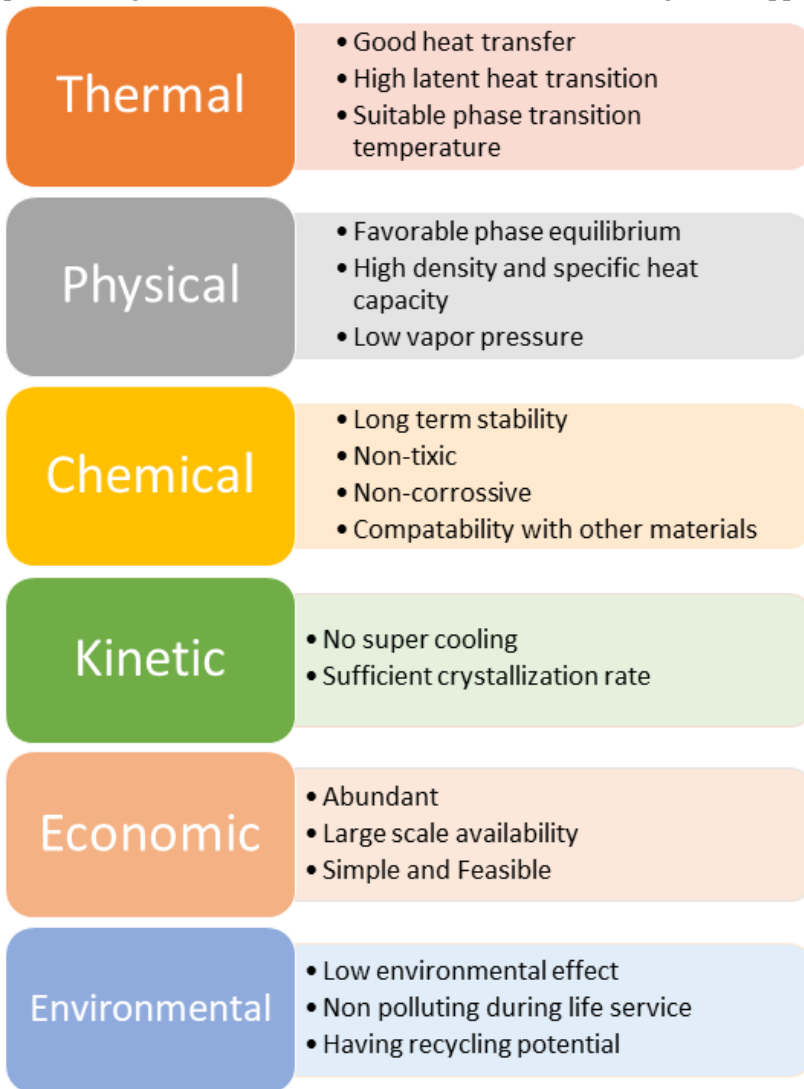 Thermal
• Good heat transfer
• High latent heat transition
• Suitable phase transition
temperature
Physical
• Favorable phase equilibrium
• High density and specific heat
capacity
• Low vapor pressure
Chemical
• Long term stability
• Non-tixic
• Non-corrossive
• Compatability with other materials
Kinetic
• No super cooling
• Sufficient crystallization rate
Economic
• Abundant
• Large scale availability
• Simple and Feasible
Environmental
• Low environmental effect
• Non polluting during life service
• Having recycling potential